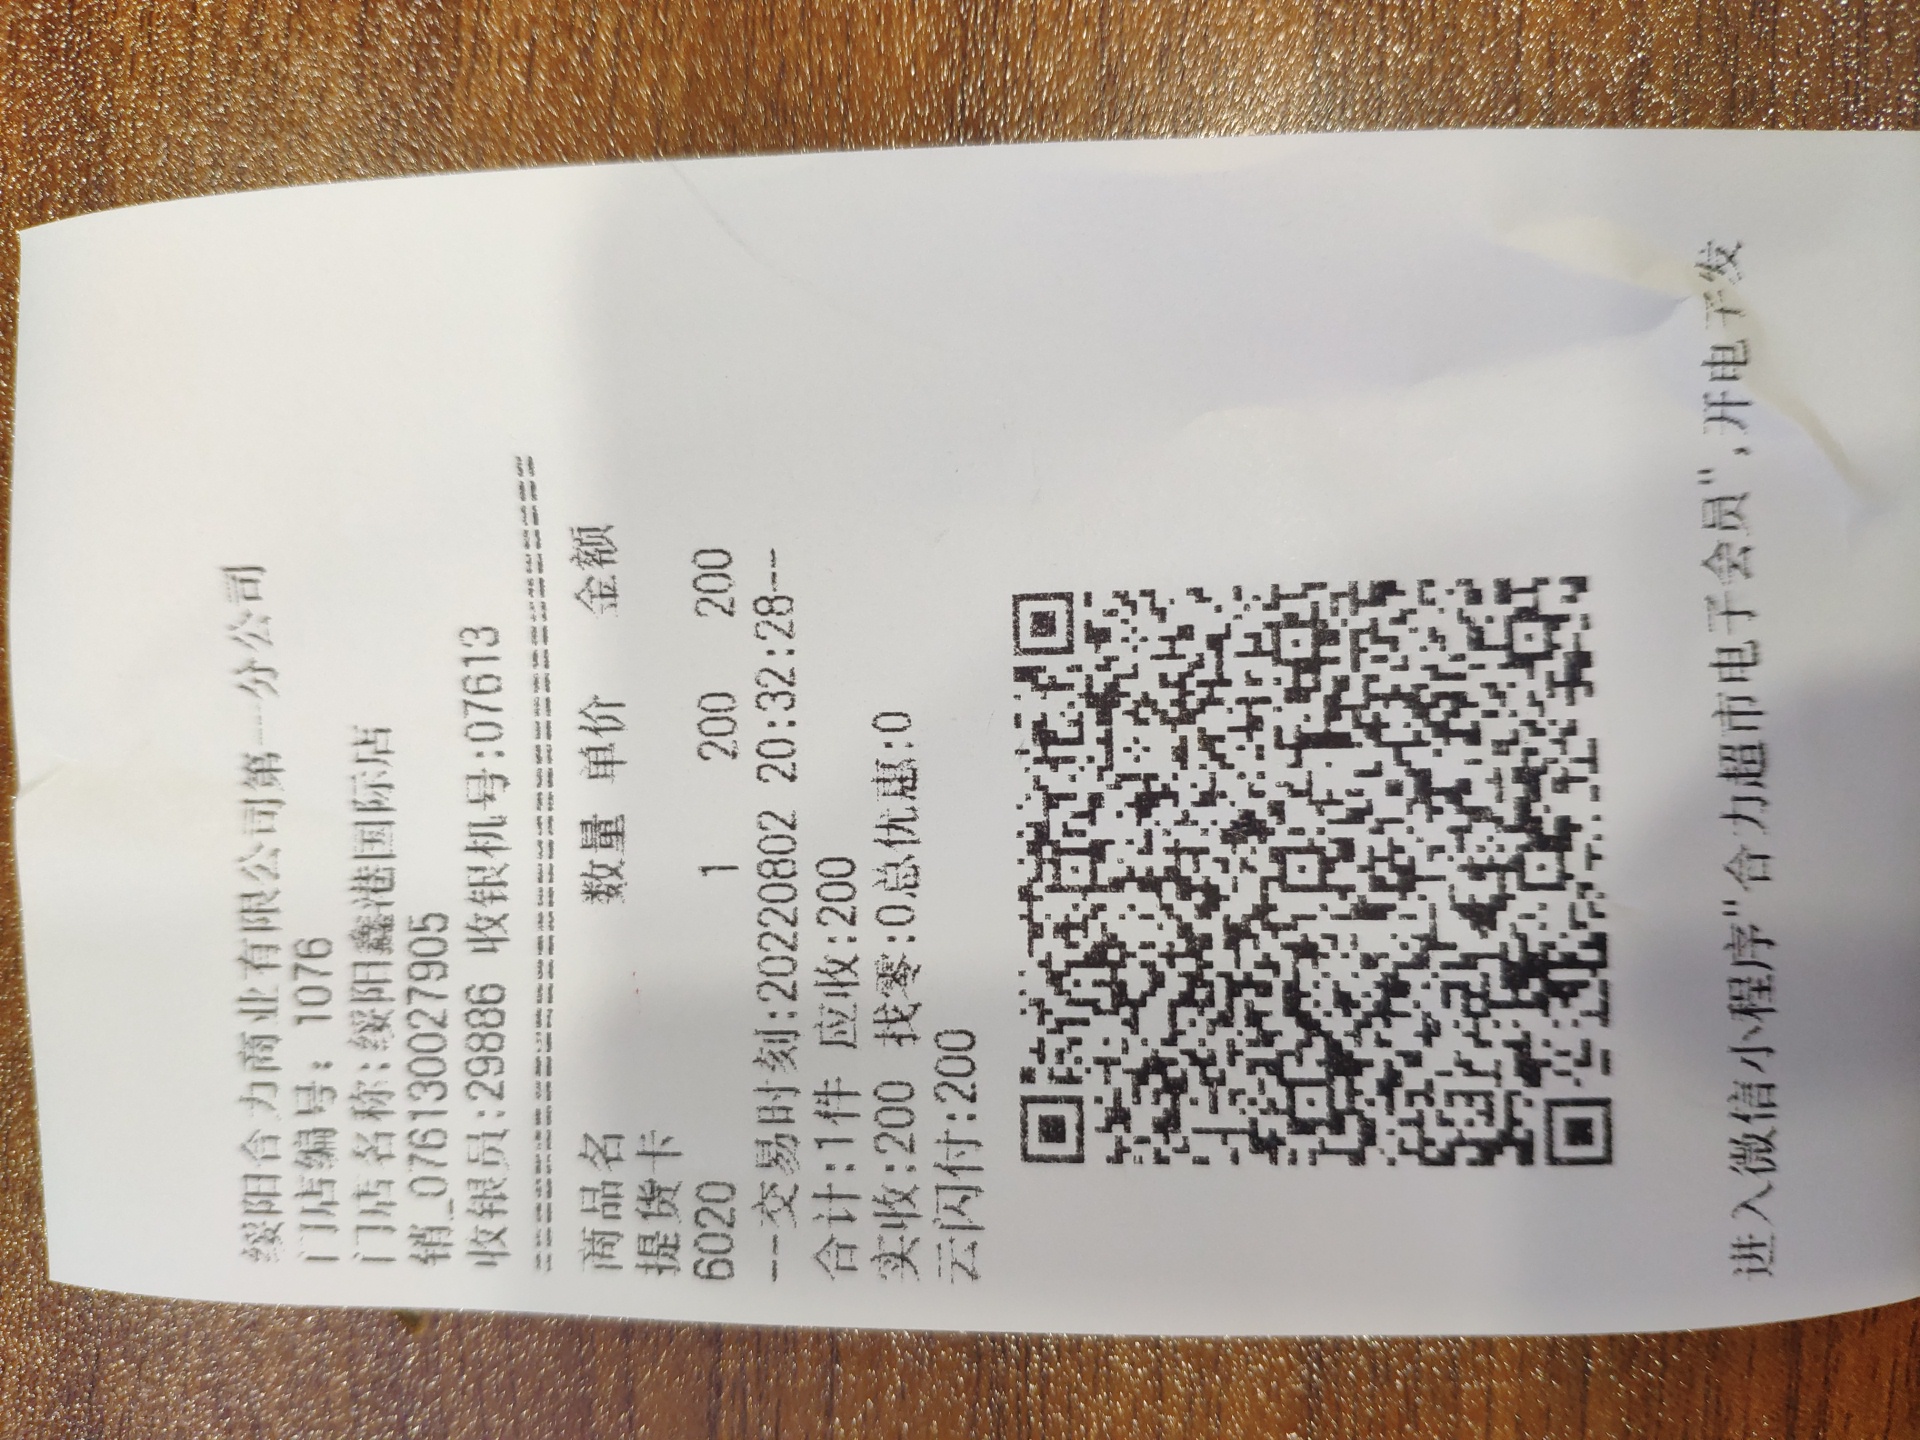 绥阳合力商业有限公司第一分公司
门店编号: 1076
门店名称:绥阳鑫港国际店
销_076130027905
收银员:29886 收银机号:07613
商品名 数量 单价 金额
提货卡
6020 1 200 200
--交易时刻:20220802 20:32:28--
合计:1件 应收:200
实收:200 找零:0总优惠:0
云闪付:200
进入微信小程序"合力超市电子会员",开电子发